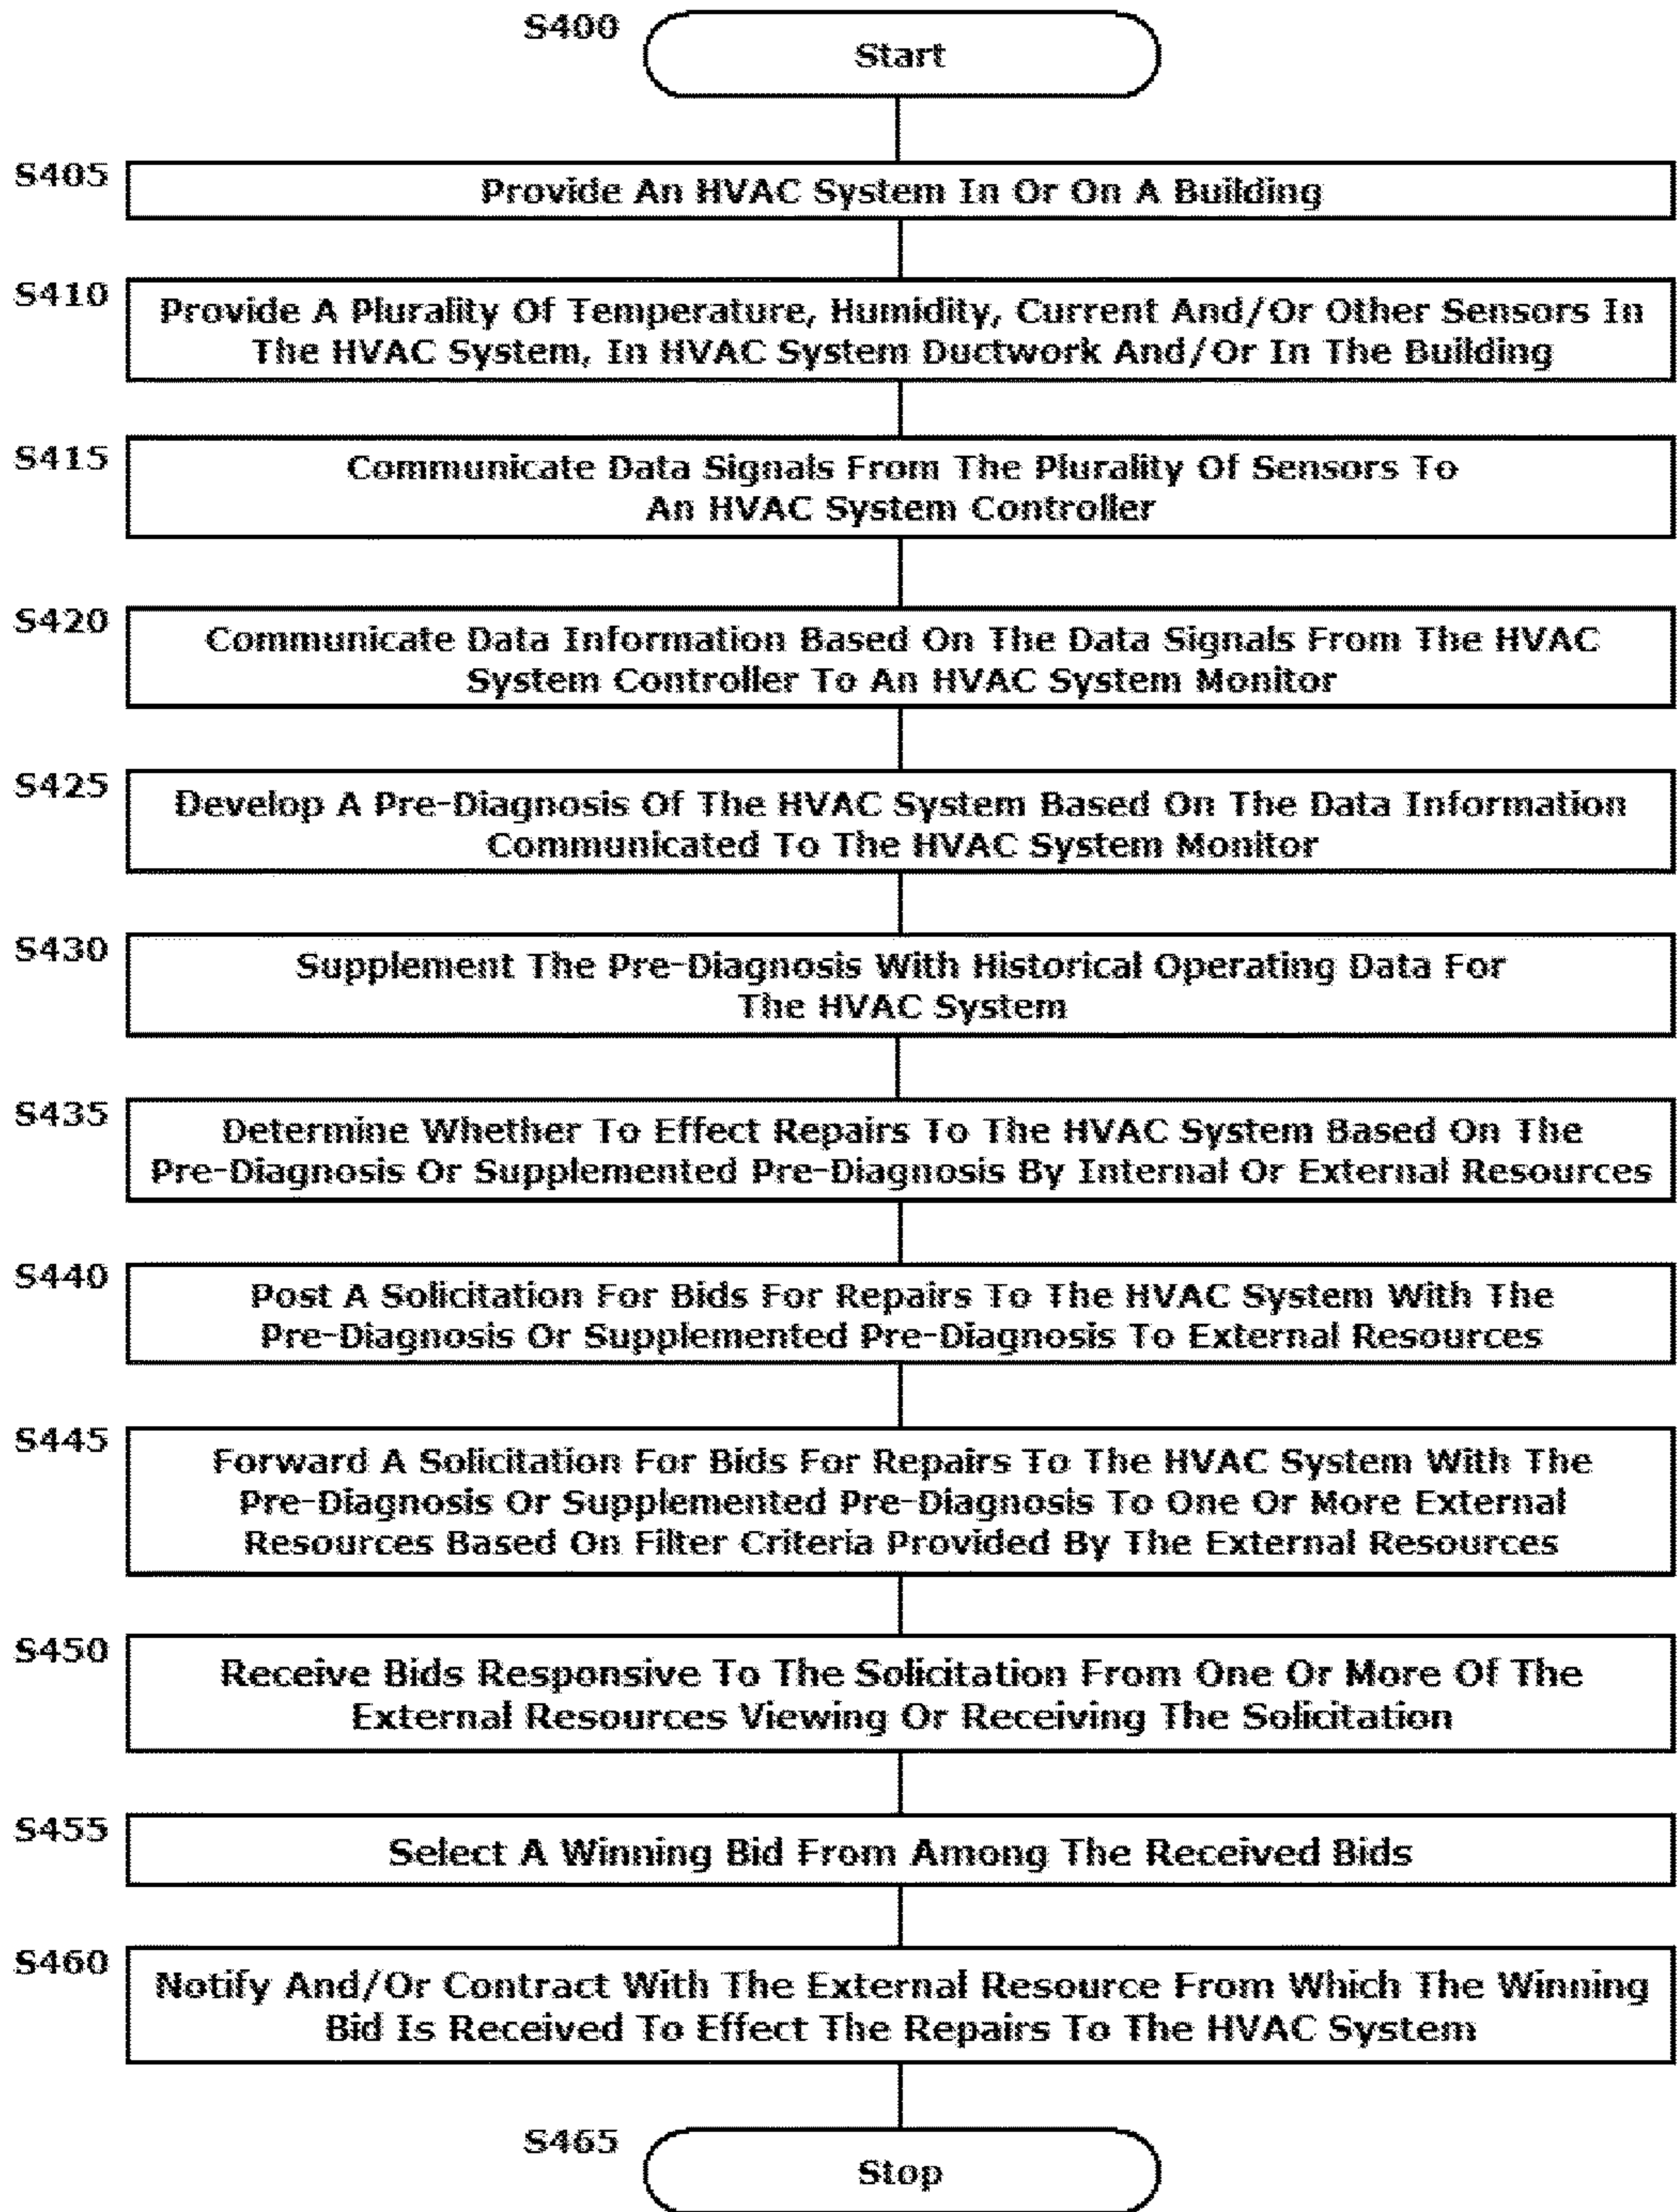 S400
Start
S405
Provide An HVAC System In Or On A Building
S410
Provide A Plurality Of Temperature, Humidity, Current And/Or Other Sensors In
The HVAC System, In HVAC System Ductwork And/Or In The Building
S415
Communicate Data Signals From The Plurality Of Sensors To
An HVAC System Controller
S420
Communicate Data Information Based On The Data Signals From The HVAC
System Controller To An HVAC System Monitor
S425
Develop A Pre-Diagnosis Of The HVAC System Based On The Data Information
Communicated To The HVAC System Monitor
S430
Supplement The Pre-Diagnosis With Historical Operating Data For
The HVAC System
S435
Determine Whether To Effect Repairs To The HVAC System Based On The
Pre-Diagnosis Or Supplemented Pre-Diagnosis By Internal Or External Resources
S440
Post A Solicitation For Bids For Repairs To The HVAC System With The
Pre-Diagnosis Or Supplemented Pre-Diagnosis To External Resources
S445
Forward A Solicitation For Bids For Repairs To The HVAC System With The
Pre-Diagnosis Or Supplemented Pre-Diagnosis To One Or More External
Resources Based On Filter Criteria Provided By The External Resources
S450
Receive Bids Responsive To The Solicitation From One Or More Of The
External Resources Viewing Or Receiving The Solicitation
S455
Select A Winning Bid From Among The Received Bids
S460
Notify And/Or Contract With The External Resource From Which The Winning
Bid Is Received To Effect The Repairs To The HVAC System
S465
Stop